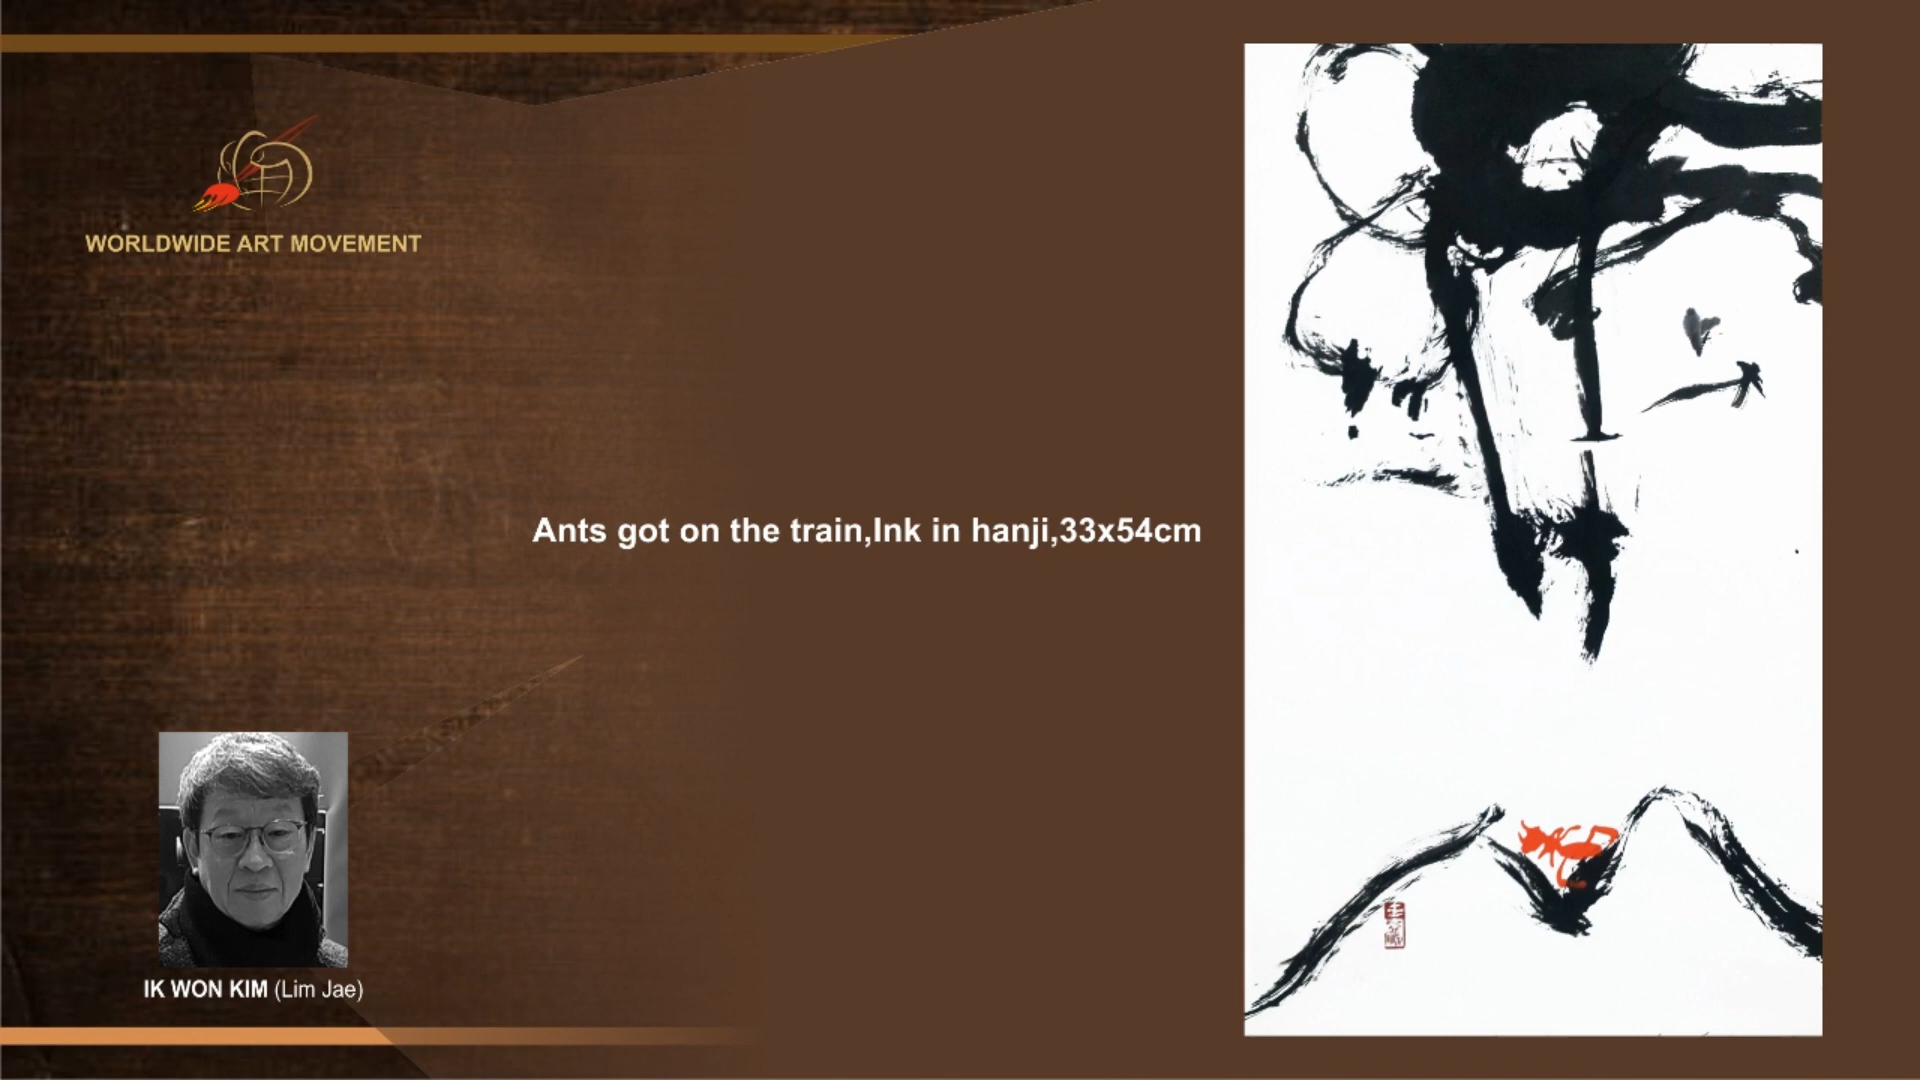 WORLDWIDE ART MOVEMENT
Ants got on the train,Ink in hanji,33x54cm
IK WON KIM (Lim Jae)